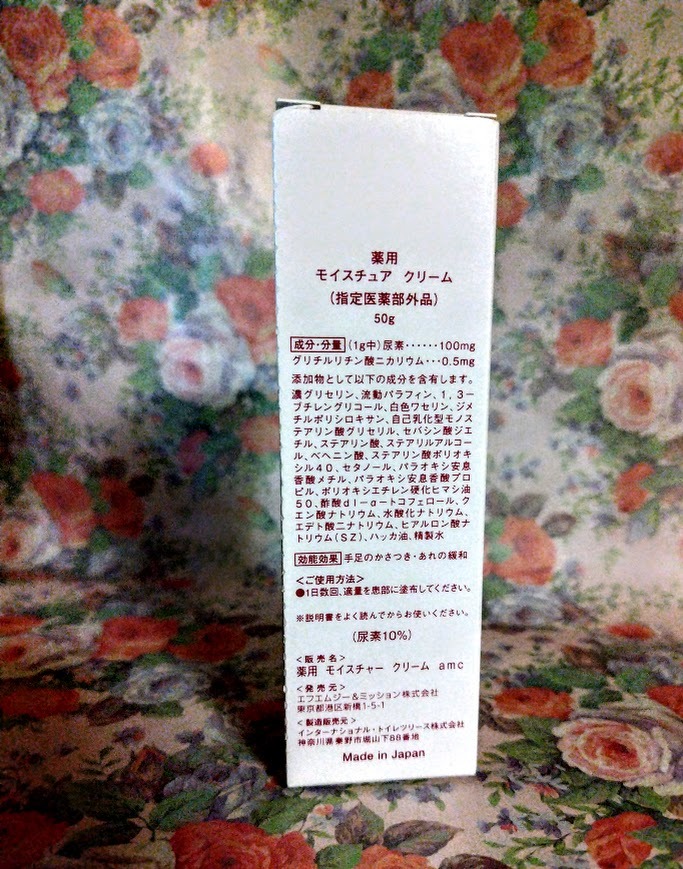 薬用
モイスチュア クリーム
(指定医薬部外品)
50g
成分・分量 (1g中)尿素・・・・・・100mg
グリチルリチン酸ニカリウム・・・0.5mg
添加物として以下の成分を含有します。
濃グリセリン、流動パラフィン、1,3ー
ブチレングリコール、白色ワセリン、ジメ
チルポリシロキサン、自己乳化型モノス
テアリン酸グリセリル、セバシン酸ジエ
チル、ステアリン酸、ステアリルアルコー
ル、ベヘニン酸、ステアリン酸ポリオキ
シル40、セタノール、パラオキシ安息
香酸メチル、パラオキシ安息香酸プロ
ピル、ポリオキシエチレン硬化ヒマシ油
50、酢酸dl-α-トコフェロール、ク
エン酸ナトリウム、水酸化ナトリウム、
エデト酸ニナトリウム、ヒアルロン酸ナ
トリウム(SZ)、ハッカ油、精製水
効能効果 手足のかさつき・あれの緩和
<ご使用方法>
●1日数回、適量を患部に塗布してください。
※説明書をよく読んでからお使いください。
(尿素10%)
<販売名>
薬用 モイスチャー クリーム amc
<発売元>
エフエムジー&ミッション株式会社
東京都港区新橋1-5-1
<製造販売元>
インターナショナル・トイレツリース株式会社
神奈川県秦野市堀山下88番地
Made in Japan